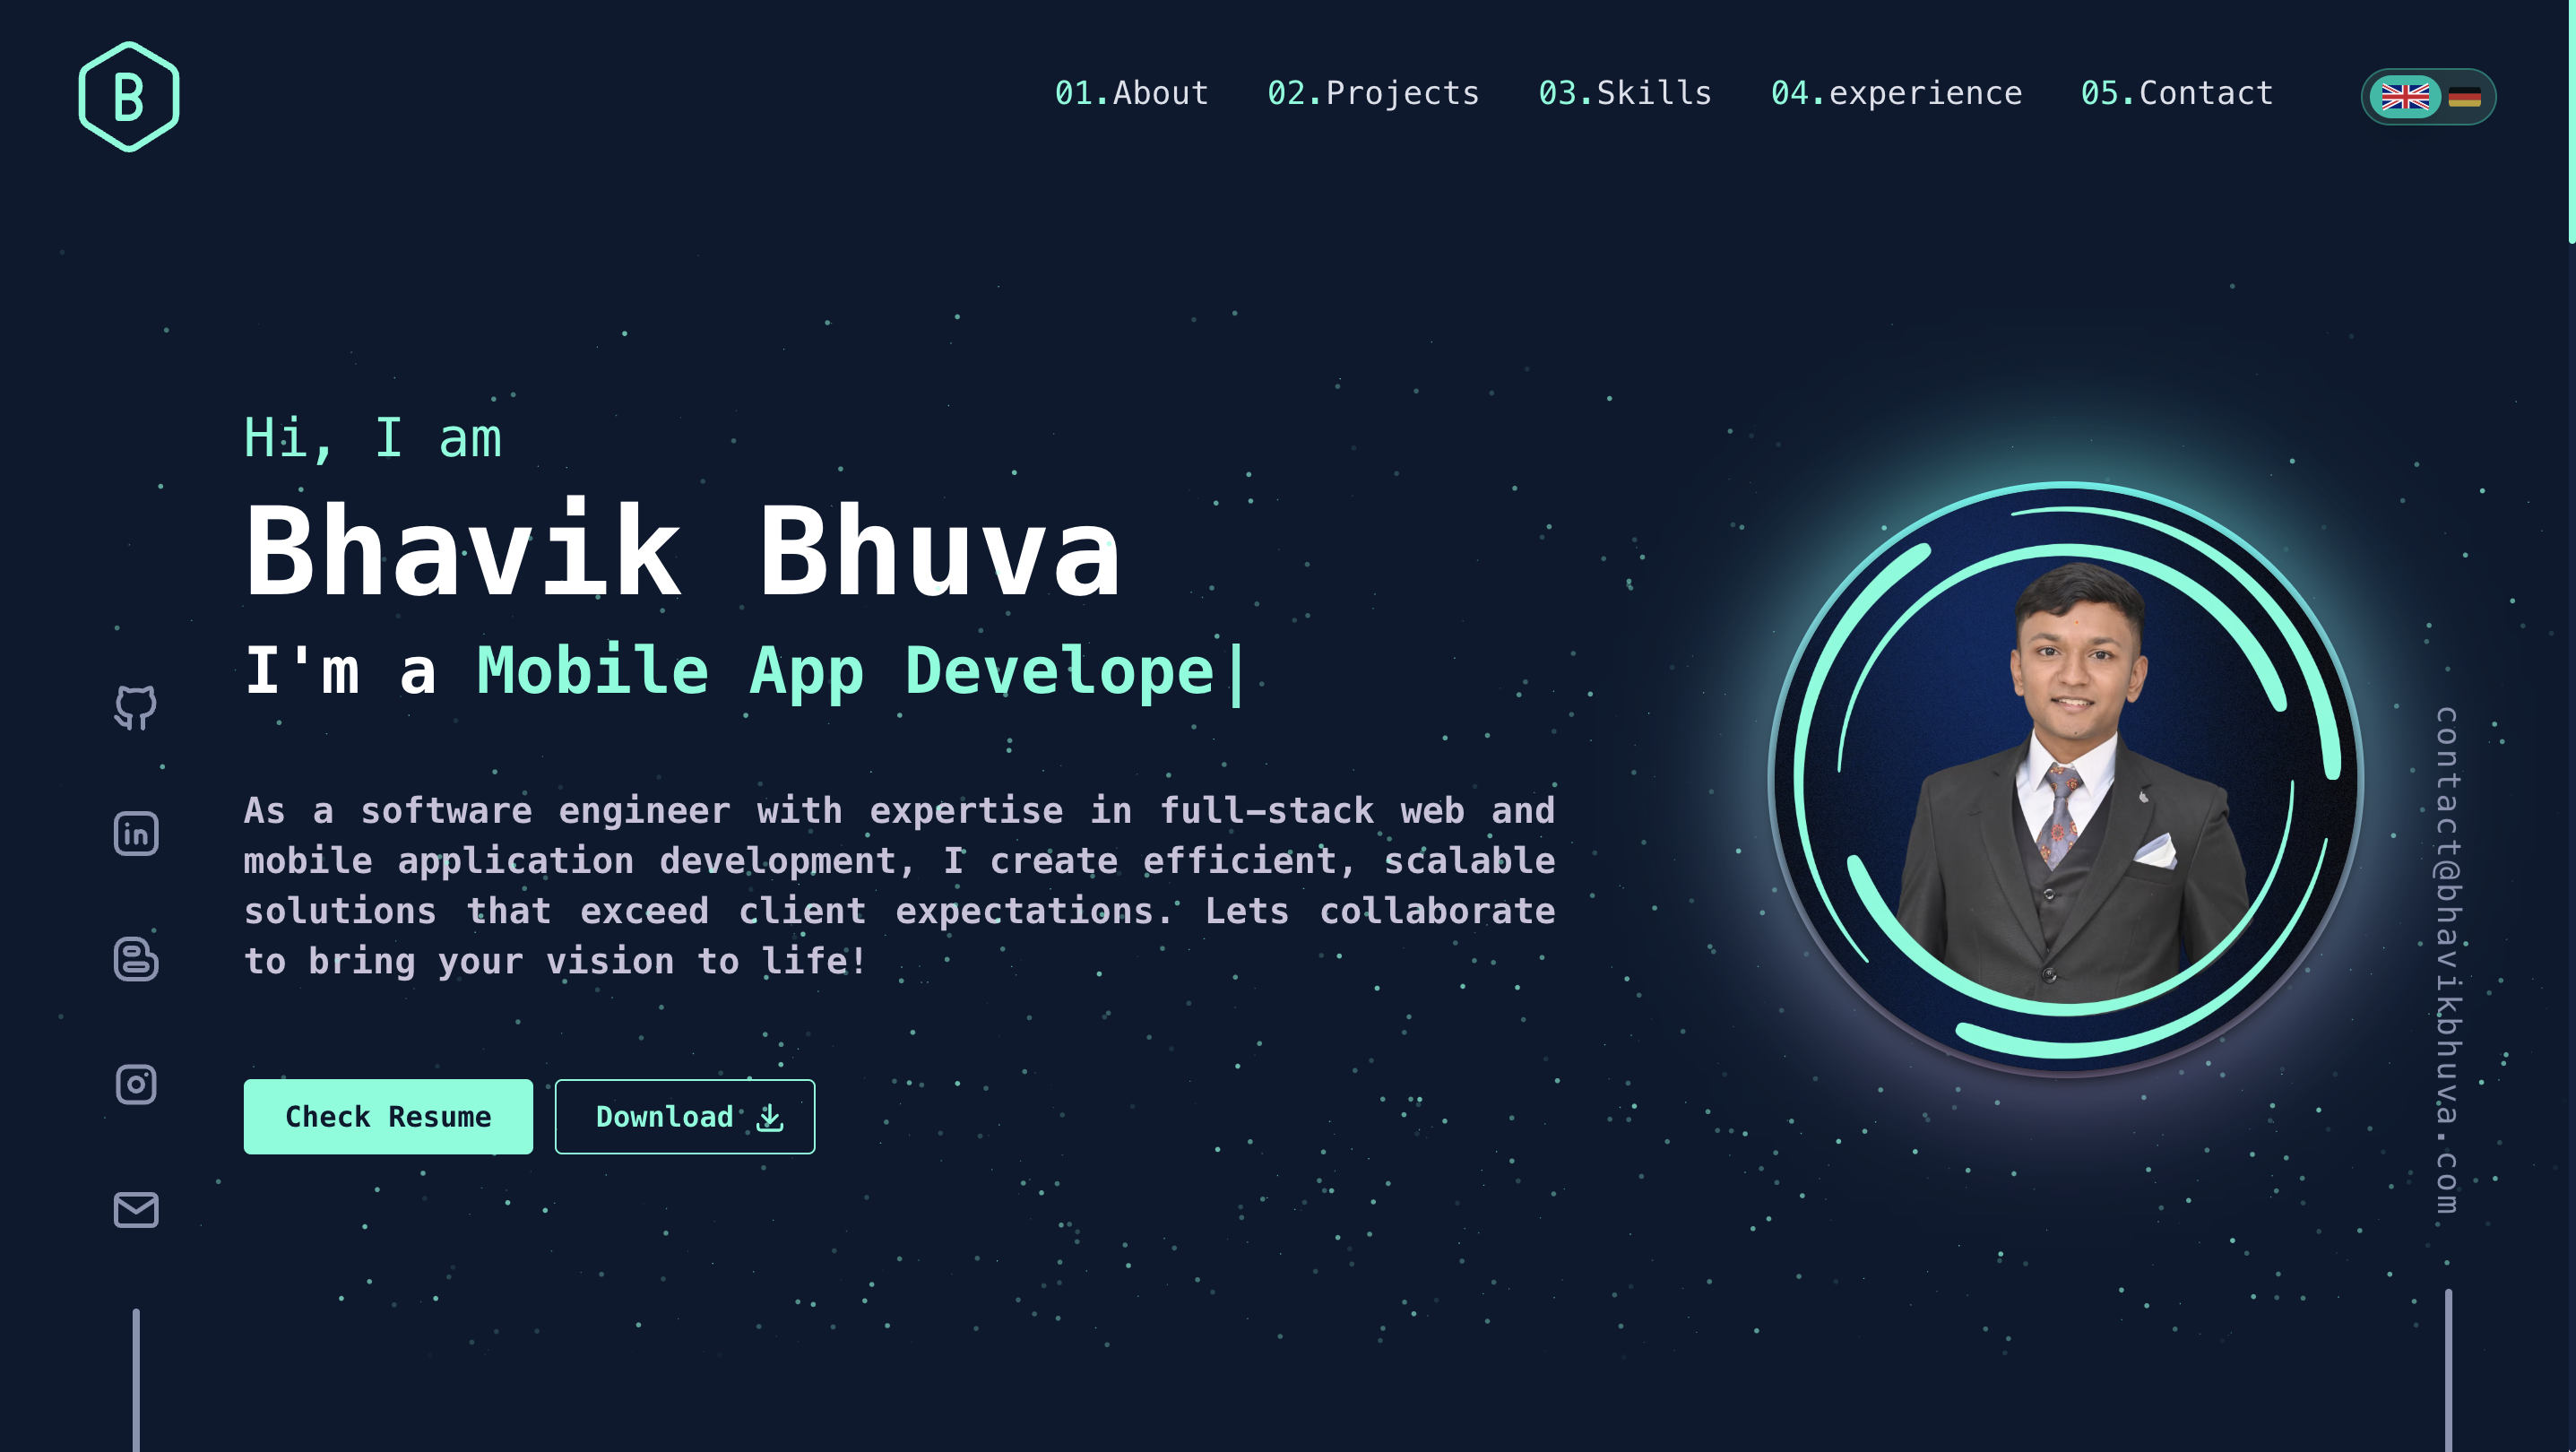 B
01.About 02.Projects 03.Skills 04.experience 05.Contact
Hi, I am
Bhavik Bhuva
I'm a Mobile App Develope|
As a software engineer with expertise in full-stack web and
mobile application development, I create efficient, scalable
solutions that exceed client expectations. Lets collaborate
to bring your vision to life!
Check Resume
Download
in
contact@bhavikbhuva.com